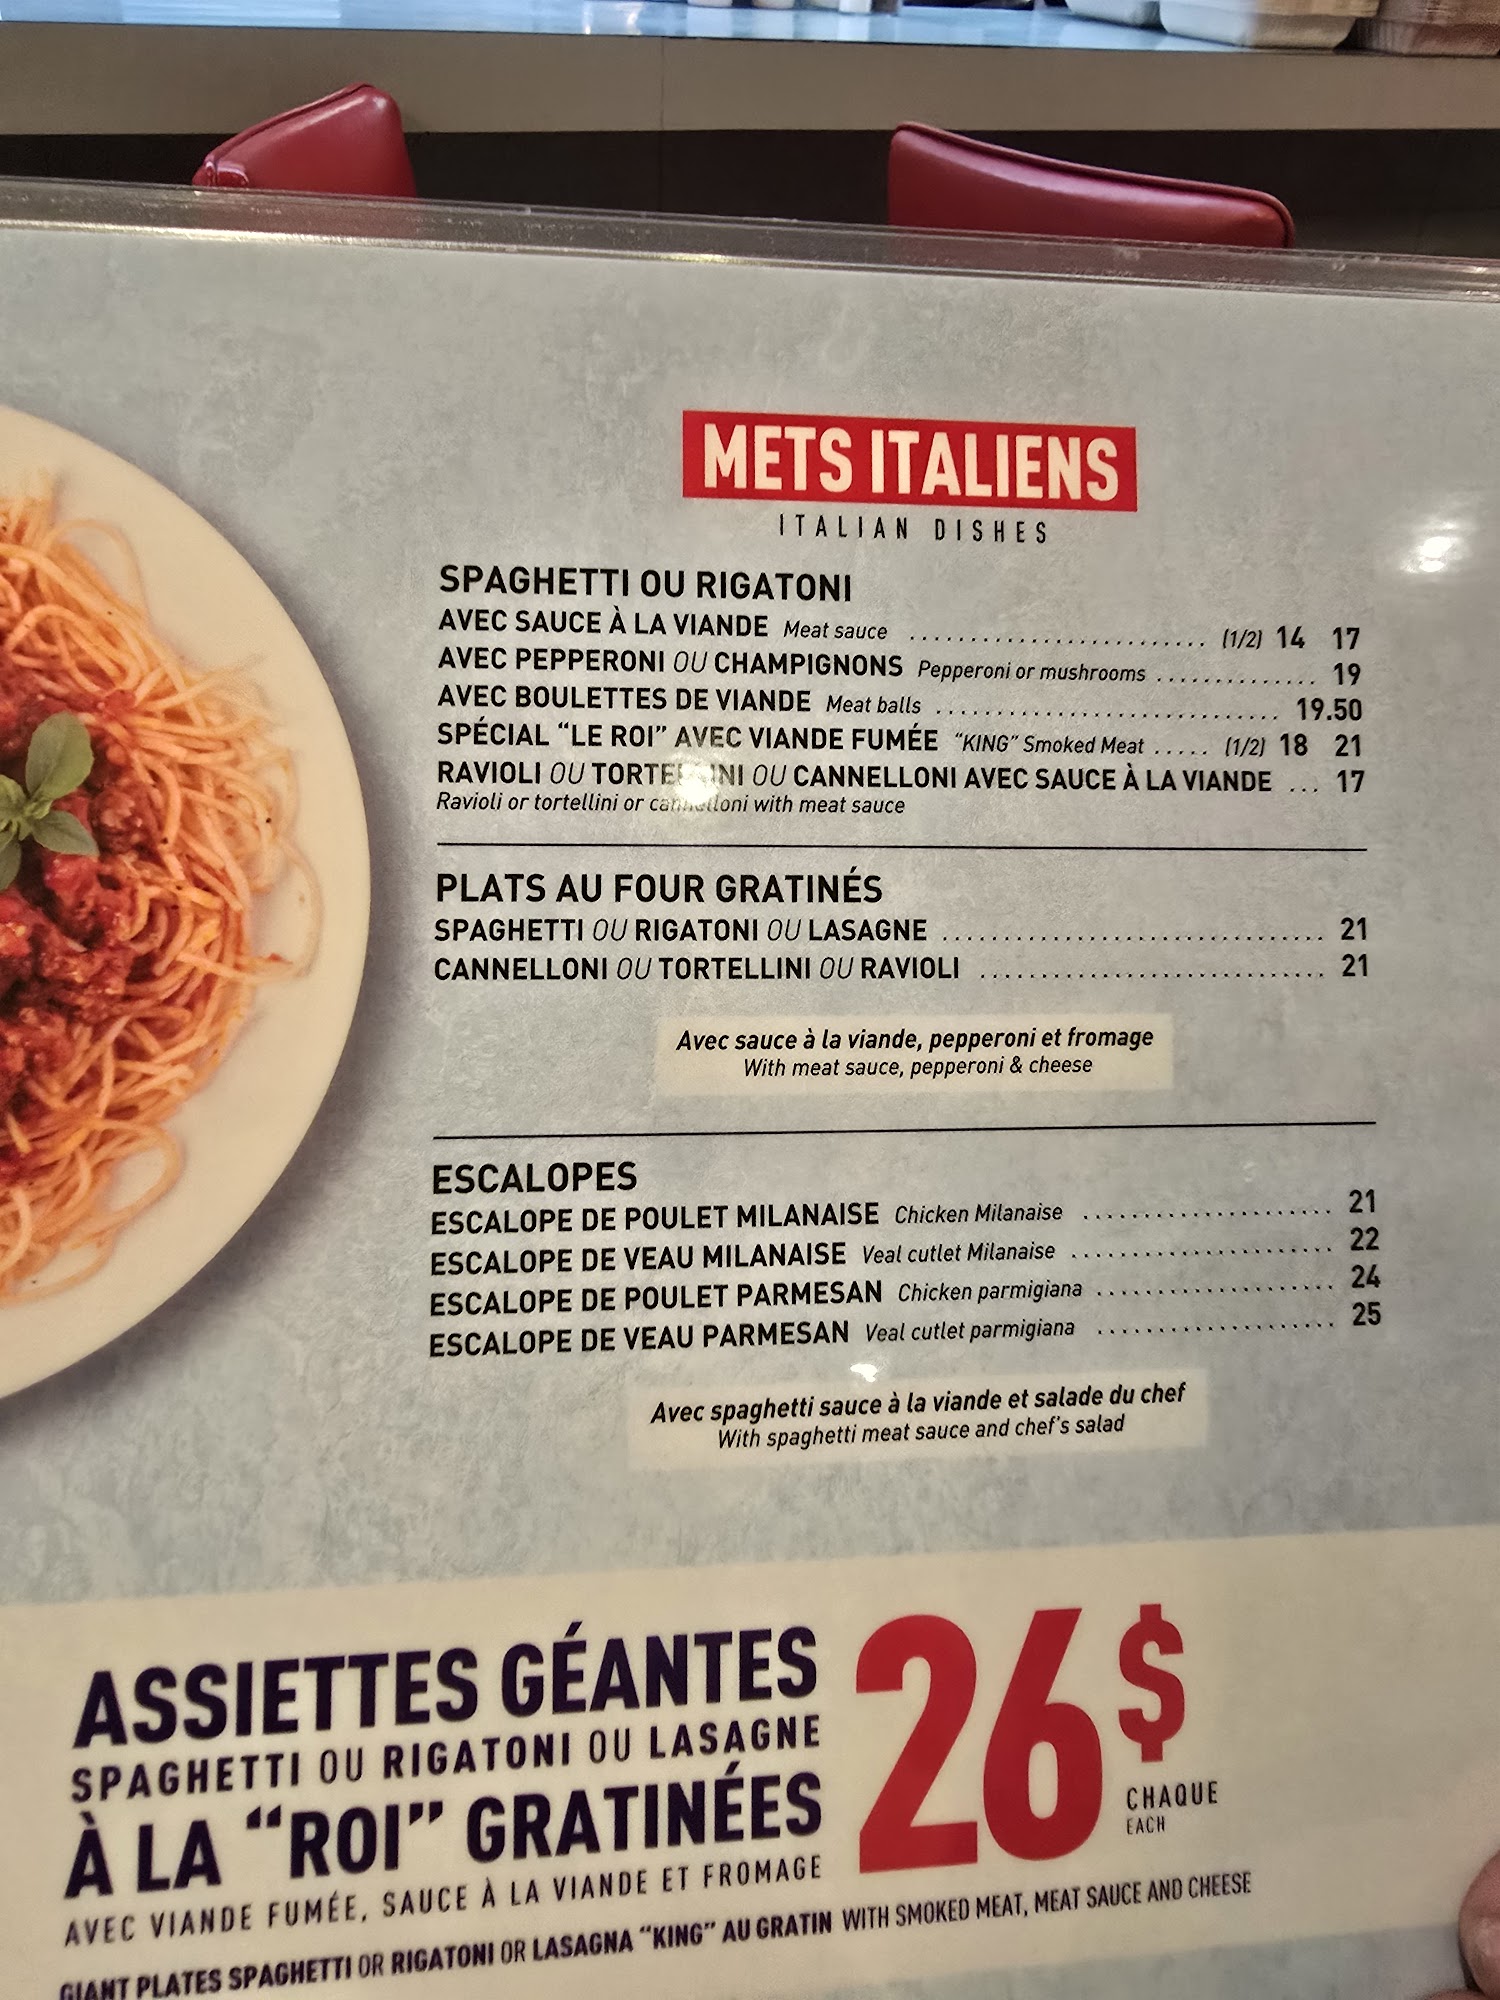 METS ITALIENS
ITALIAN DISHES
SPAGHETTI OU RIGATONI
AVEC SAUCE À LA VIANDE Meat sauce .......................... (1/2) 14 17
AVEC PEPPERONI OU CHAMPIGNONS Pepperoni or mushrooms .............. 19
AVEC BOULETTES DE VIANDE Meat balls ............................. 19.50
SPÉCIAL “LE ROI” AVEC VIANDE FUMÉE “KING” Smoked Meat ..... (1/2) 18 21
RAVIOLI OU TORTELLINI OU CANNELLONI AVEC SAUCE À LA VIANDE ... 17
Ravioli or tortellini or cannelloni with meat sauce
PLATS AU FOUR GRATINÉS
SPAGHETTI OU RIGATONI OU LASAGNE ................................. 21
CANNELLONI OU TORTELLINI OU RAVIOLI .............................. 21
Avec sauce à la viande, pepperoni et fromage
With meat sauce, pepperoni & cheese
ESCALOPES
ESCALOPE DE POULET MILANAISE Chicken Milanaise ..................... 21
ESCALOPE DE VEAU MILANAISE Veal cutlet Milanaise ...................... 22
ESCALOPE DE POULET PARMESAN Chicken parmigiana .................... 24
ESCALOPE DE VEAU PARMESAN Veal cutlet parmigiana .................... 25
Avec spaghetti sauce à la viande et salade du chef
With spaghetti meat sauce and chef's salad
ASSIETTES GÉANTES
SPAGHETTI OU RIGATONI OU LASAGNE
À LA “ROI” GRATINÉES
AVEC VIANDE FUMÉE, SAUCE À LA VIANDE ET FROMAGE
26$
CHAQUE
EACH
GIANT PLATES SPAGHETTI OR RIGATONI OR LASAGNA “KING” AU GRATIN WITH SMOKED MEAT, MEAT SAUCE AND CHEESE